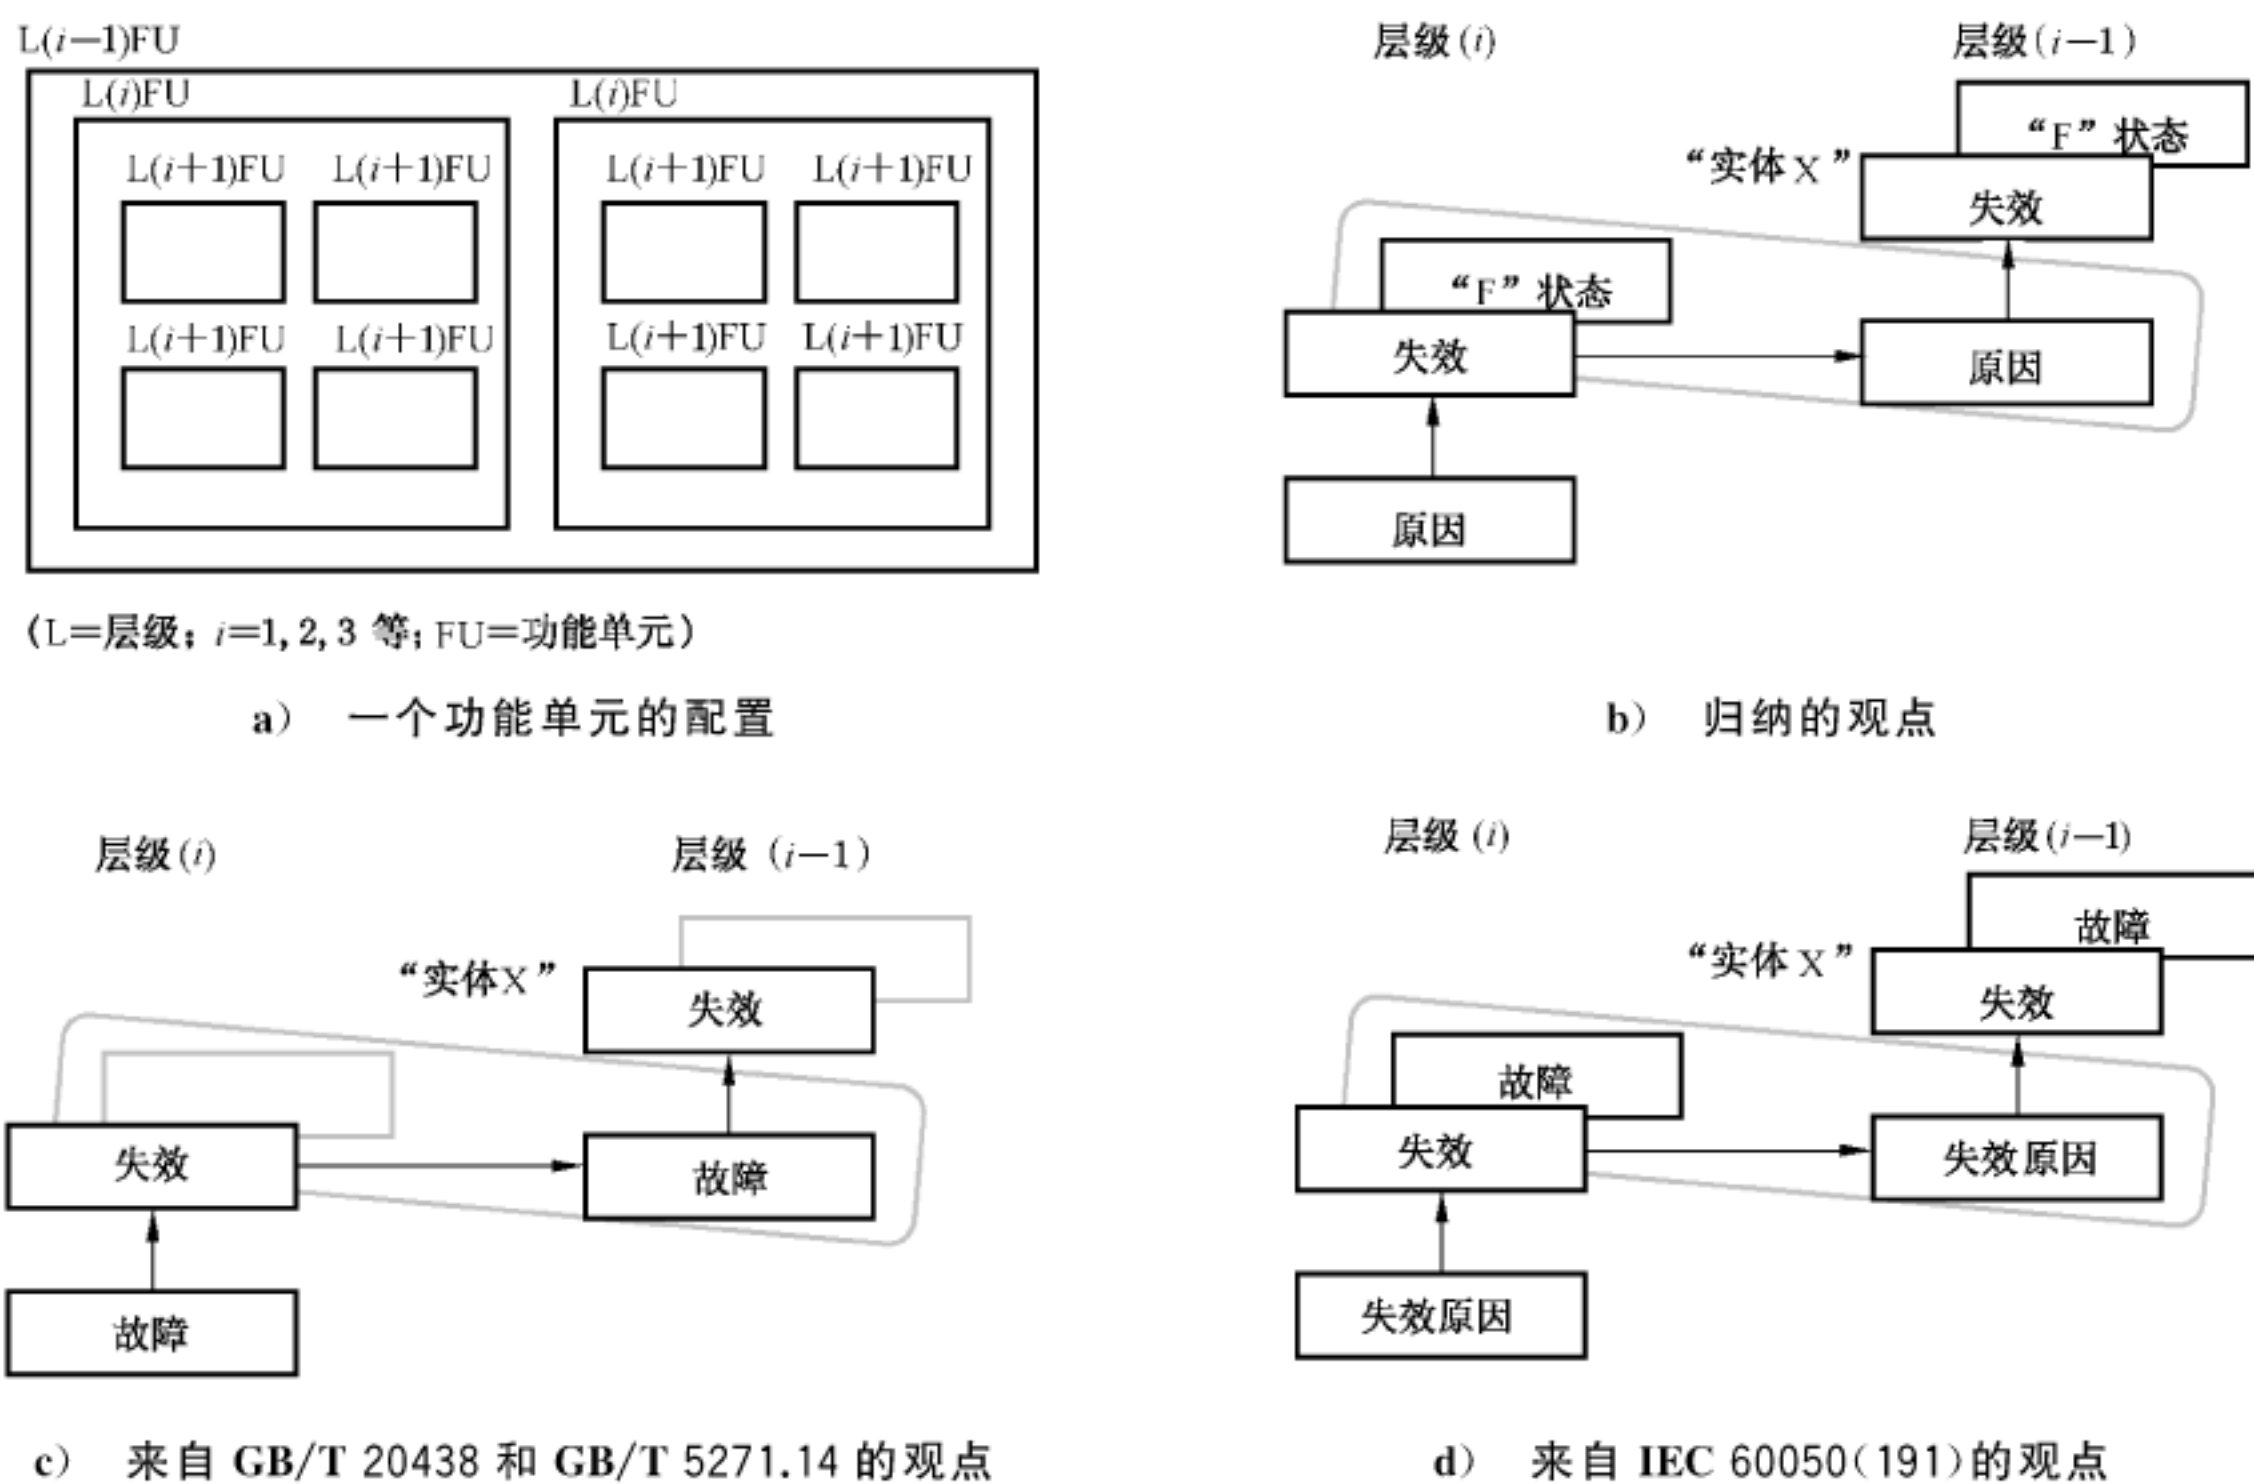 L(i−1)FU
L(i)FU
L(i)FU
L(i+1)FU
L(i+1)FU
L(i+1)FU
L(i+1)FU
L(i+1)FU
L(i+1)FU
L(i+1)FU
L(i+1)FU
(L=层级；i=1,2,3 等；FU=功能单元)
a) 一个功能单元的配置
层级(i)
层级(i−1)
“F”状态
“实体X”
失效
“F”状态
失效
原因
原因
b) 归纳的观点
层级(i)
层级(i−1)
“实体X”
失效
失效
故障
故障
c) 来自 GB/T 20438 和 GB/T 5271.14 的观点
层级(i)
层级(i−1)
故障
“实体X”
失效
故障
失效
失效原因
失效原因
d) 来自 IEC 60050(191)的观点